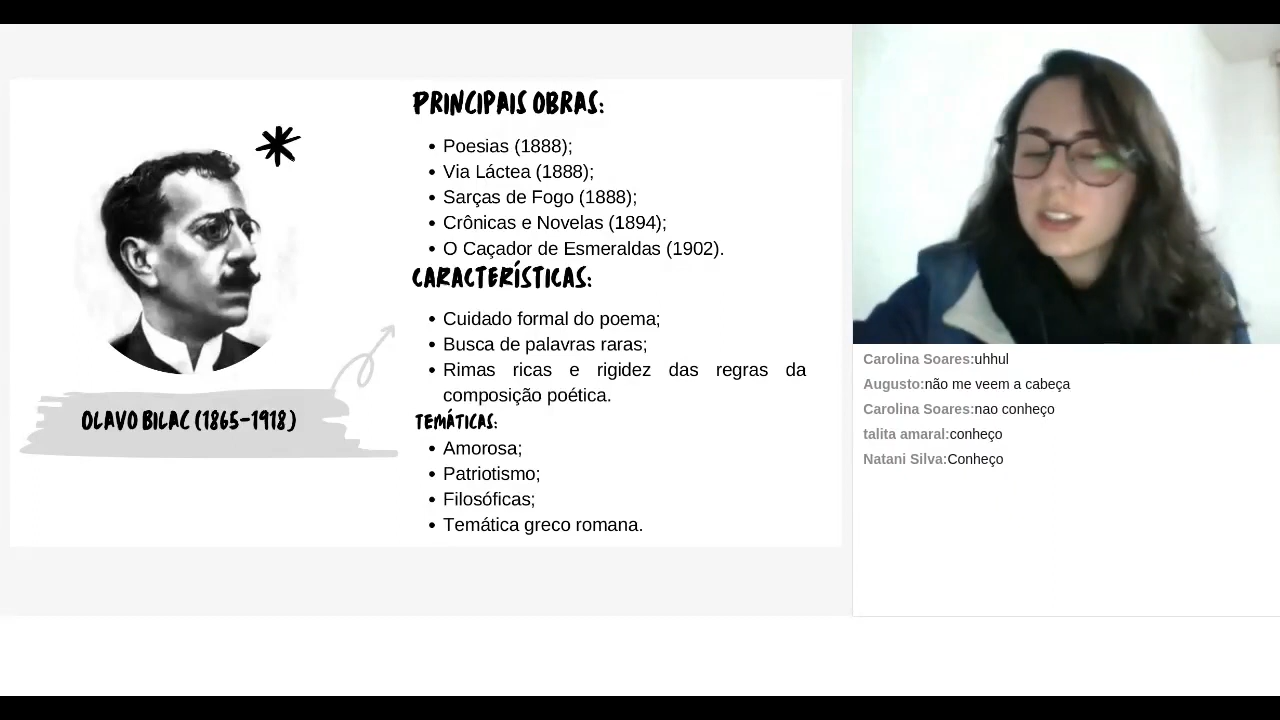 PRINCIPAIS OBRAS:
• Poesias (1888);
• Via Láctea (1888);
• Sarças de Fogo (1888);
• Crônicas e Novelas (1894);
• O Caçador de Esmeraldas (1902).
CARACTERÍSTICAS:
• Cuidado formal do poema;
• Busca de palavras raras;
• Rimas ricas e rigidez das regras da
composição poética.
TEMÁTICAS:
• Amorosa;
• Patriotismo;
• Filosóficas;
• Temática greco romana.
OLAVO BILAC (1865-1918)
Carolina Soares:uhhul
Augusto:não me veem a cabeça
Carolina Soares:nao conheço
talita amaral:conheço
Natani Silva:Conheço